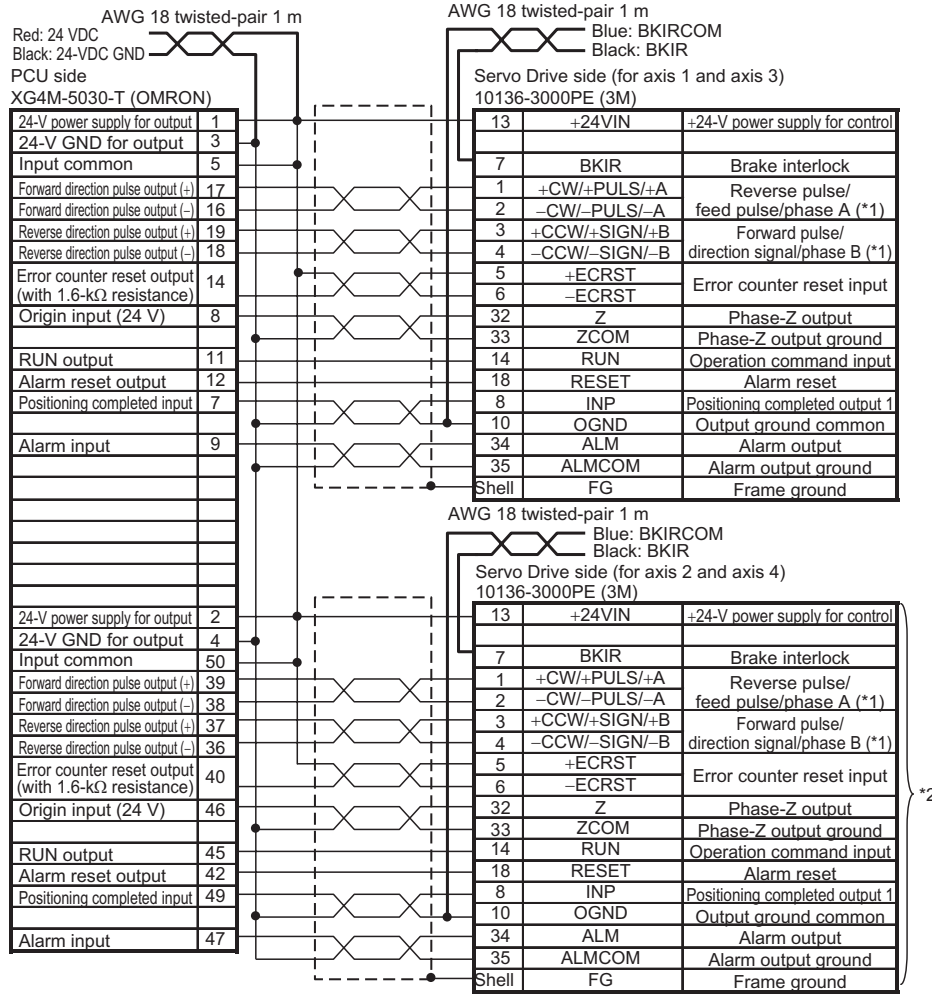 AWG 18 twisted-pair 1 m
Red: 24 VDC
Black: 24-VDC GND
PCU side
XG4M-5030-T (OMRON)
24-V power supply for output 1
24-V GND for output 3
Input common 5
Forward direction pulse output (+) 17
Forward direction pulse output (−) 16
Reverse direction pulse output (+) 19
Reverse direction pulse output (−) 18
Error counter reset output
(with 1.6-kΩ resistance) 14
Origin input (24 V) 8
RUN output 11
Alarm reset output 12
Positioning completed input 7
Alarm input 9
24-V power supply for output 2
24-V GND for output 4
Input common 50
Forward direction pulse output (+) 39
Forward direction pulse output (−) 38
Reverse direction pulse output (+) 37
Reverse direction pulse output (−) 36
Error counter reset output
(with 1.6-kΩ resistance) 40
Origin input (24 V) 46
RUN output 45
Alarm reset output 42
Positioning completed input 49
Alarm input 47
AWG 18 twisted-pair 1 m
Blue: BKIRCOM
Black: BKIR
Servo Drive side (for axis 1 and axis 3)
10136-3000PE (3M)
13 +24VIN +24-V power supply for control
7 BKIR Brake interlock
1 +CW/+PULS/+A Reverse pulse/
2 −CW/−PULS/−A feed pulse/phase A (*1)
3 +CCW/+SIGN/+B Forward pulse/
4 −CCW/−SIGN/−B direction signal/phase B (*1)
5 +ECRST Error counter reset input
6 −ECRST
32 Z Phase-Z output
33 ZCOM Phase-Z output ground
14 RUN Operation command input
18 RESET Alarm reset
8 INP Positioning completed output 1
10 OGND Output ground common
34 ALM Alarm output
35 ALMCOM Alarm output ground
Shell FG Frame ground
AWG 18 twisted-pair 1 m
Blue: BKIRCOM
Black: BKIR
Servo Drive side (for axis 2 and axis 4)
10136-3000PE (3M)
13 +24VIN +24-V power supply for control
7 BKIR Brake interlock
1 +CW/+PULS/+A Reverse pulse/
2 −CW/−PULS/−A feed pulse/phase A (*1)
3 +CCW/+SIGN/+B Forward pulse/
4 −CCW/−SIGN/−B direction signal/phase B (*1)
5 +ECRST Error counter reset input
6 −ECRST
32 Z Phase-Z output
33 ZCOM Phase-Z output ground
14 RUN Operation command input
18 RESET Alarm reset
8 INP Positioning completed output 1
10 OGND Output ground common
34 ALM Alarm output
35 ALMCOM Alarm output ground
Shell FG Frame ground
*2